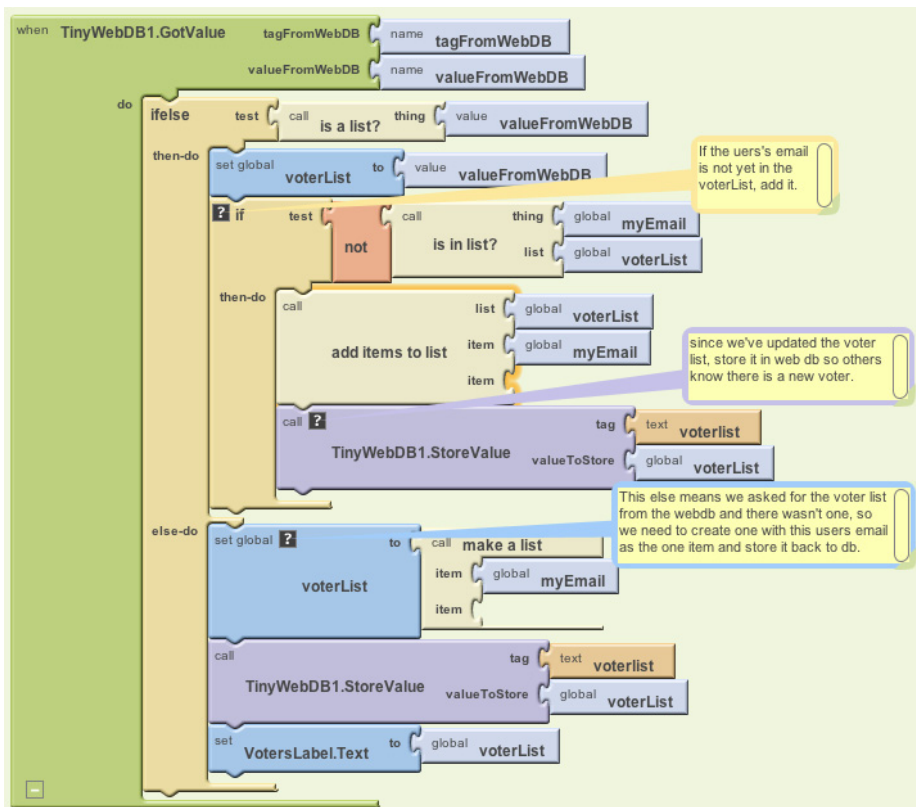 when TinyWebDB1.GotValue tagFromWebDB name tagFromWebDB
valueFromWebDB name valueFromWebDB
do
ifelse test call is a list? thing value valueFromWebDB
then-do
set global voterList to value valueFromWebDB
If the uers's email
is not yet in the
voterList, add it.
? if test not call is in list? thing global myEmail
list global voterList
then-do
call add items to list list global voterList
item global myEmail
item
since we've updated the voter
list, store it in web db so others
know there is a new voter.
call ? TinyWebDB1.StoreValue tag text voterlist
valueToStore global voterList
This else means we asked for the voter list
from the webdb and there wasn't one, so
we need to create one with this users email
as the one item and store it back to db.
else-do
set global ? voterList to call make a list
item global myEmail
item
call TinyWebDB1.StoreValue tag text voterlist
valueToStore global voterList
set VotersLabel.Text to global voterList